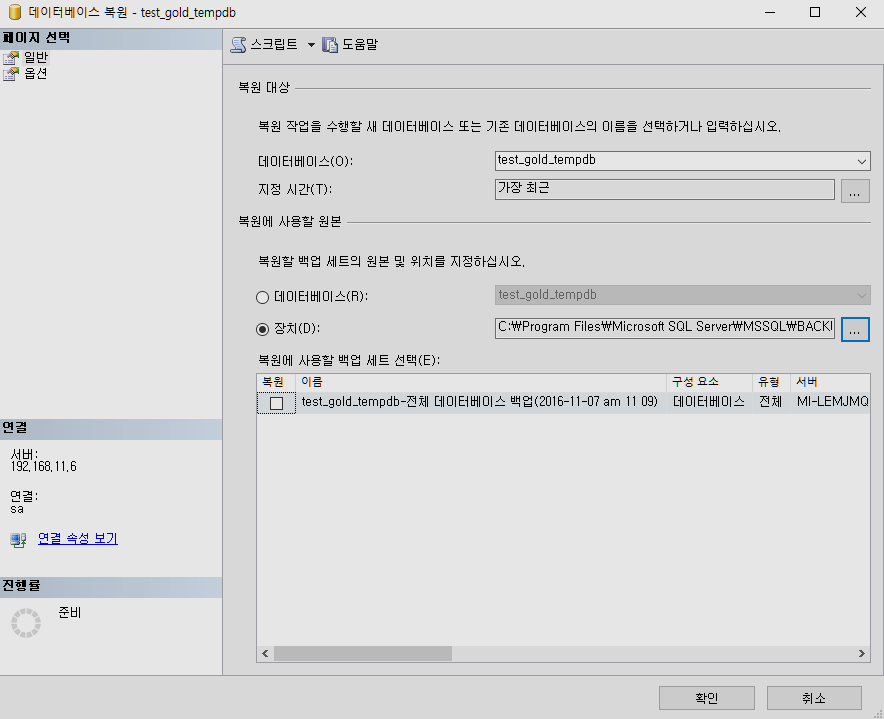 데이터베이스 복원 - test_gold_tempdb
페이지 선택
일반
옵션
스크립트 도움말
복원 대상
복원 작업을 수행할 새 데이터베이스 또는 기존 데이터베이스의 이름을 선택하거나 입력하십시오.
데이터베이스(O): test_gold_tempdb
지정 시간(T): 가장 최근 ...
복원에 사용할 원본
복원할 백업 세트의 원본 및 위치를 지정하십시오.
데이터베이스(R): test_gold_tempdb
장치(D): C:₩Program Files₩Microsoft SQL Server₩MSSQL₩BACKU ...
복원에 사용할 백업 세트 선택(E):
복원 이름 구성 요소 유형 서버
test_gold_tempdb-전체 데이터베이스 백업(2016-11-07 am 11 09) 데이터베이스 전체 MI-LEMJMQ
연결
서버:
192.168.11.6
연결:
sa
연결 속성 보기
진행률
준비
확인 취소